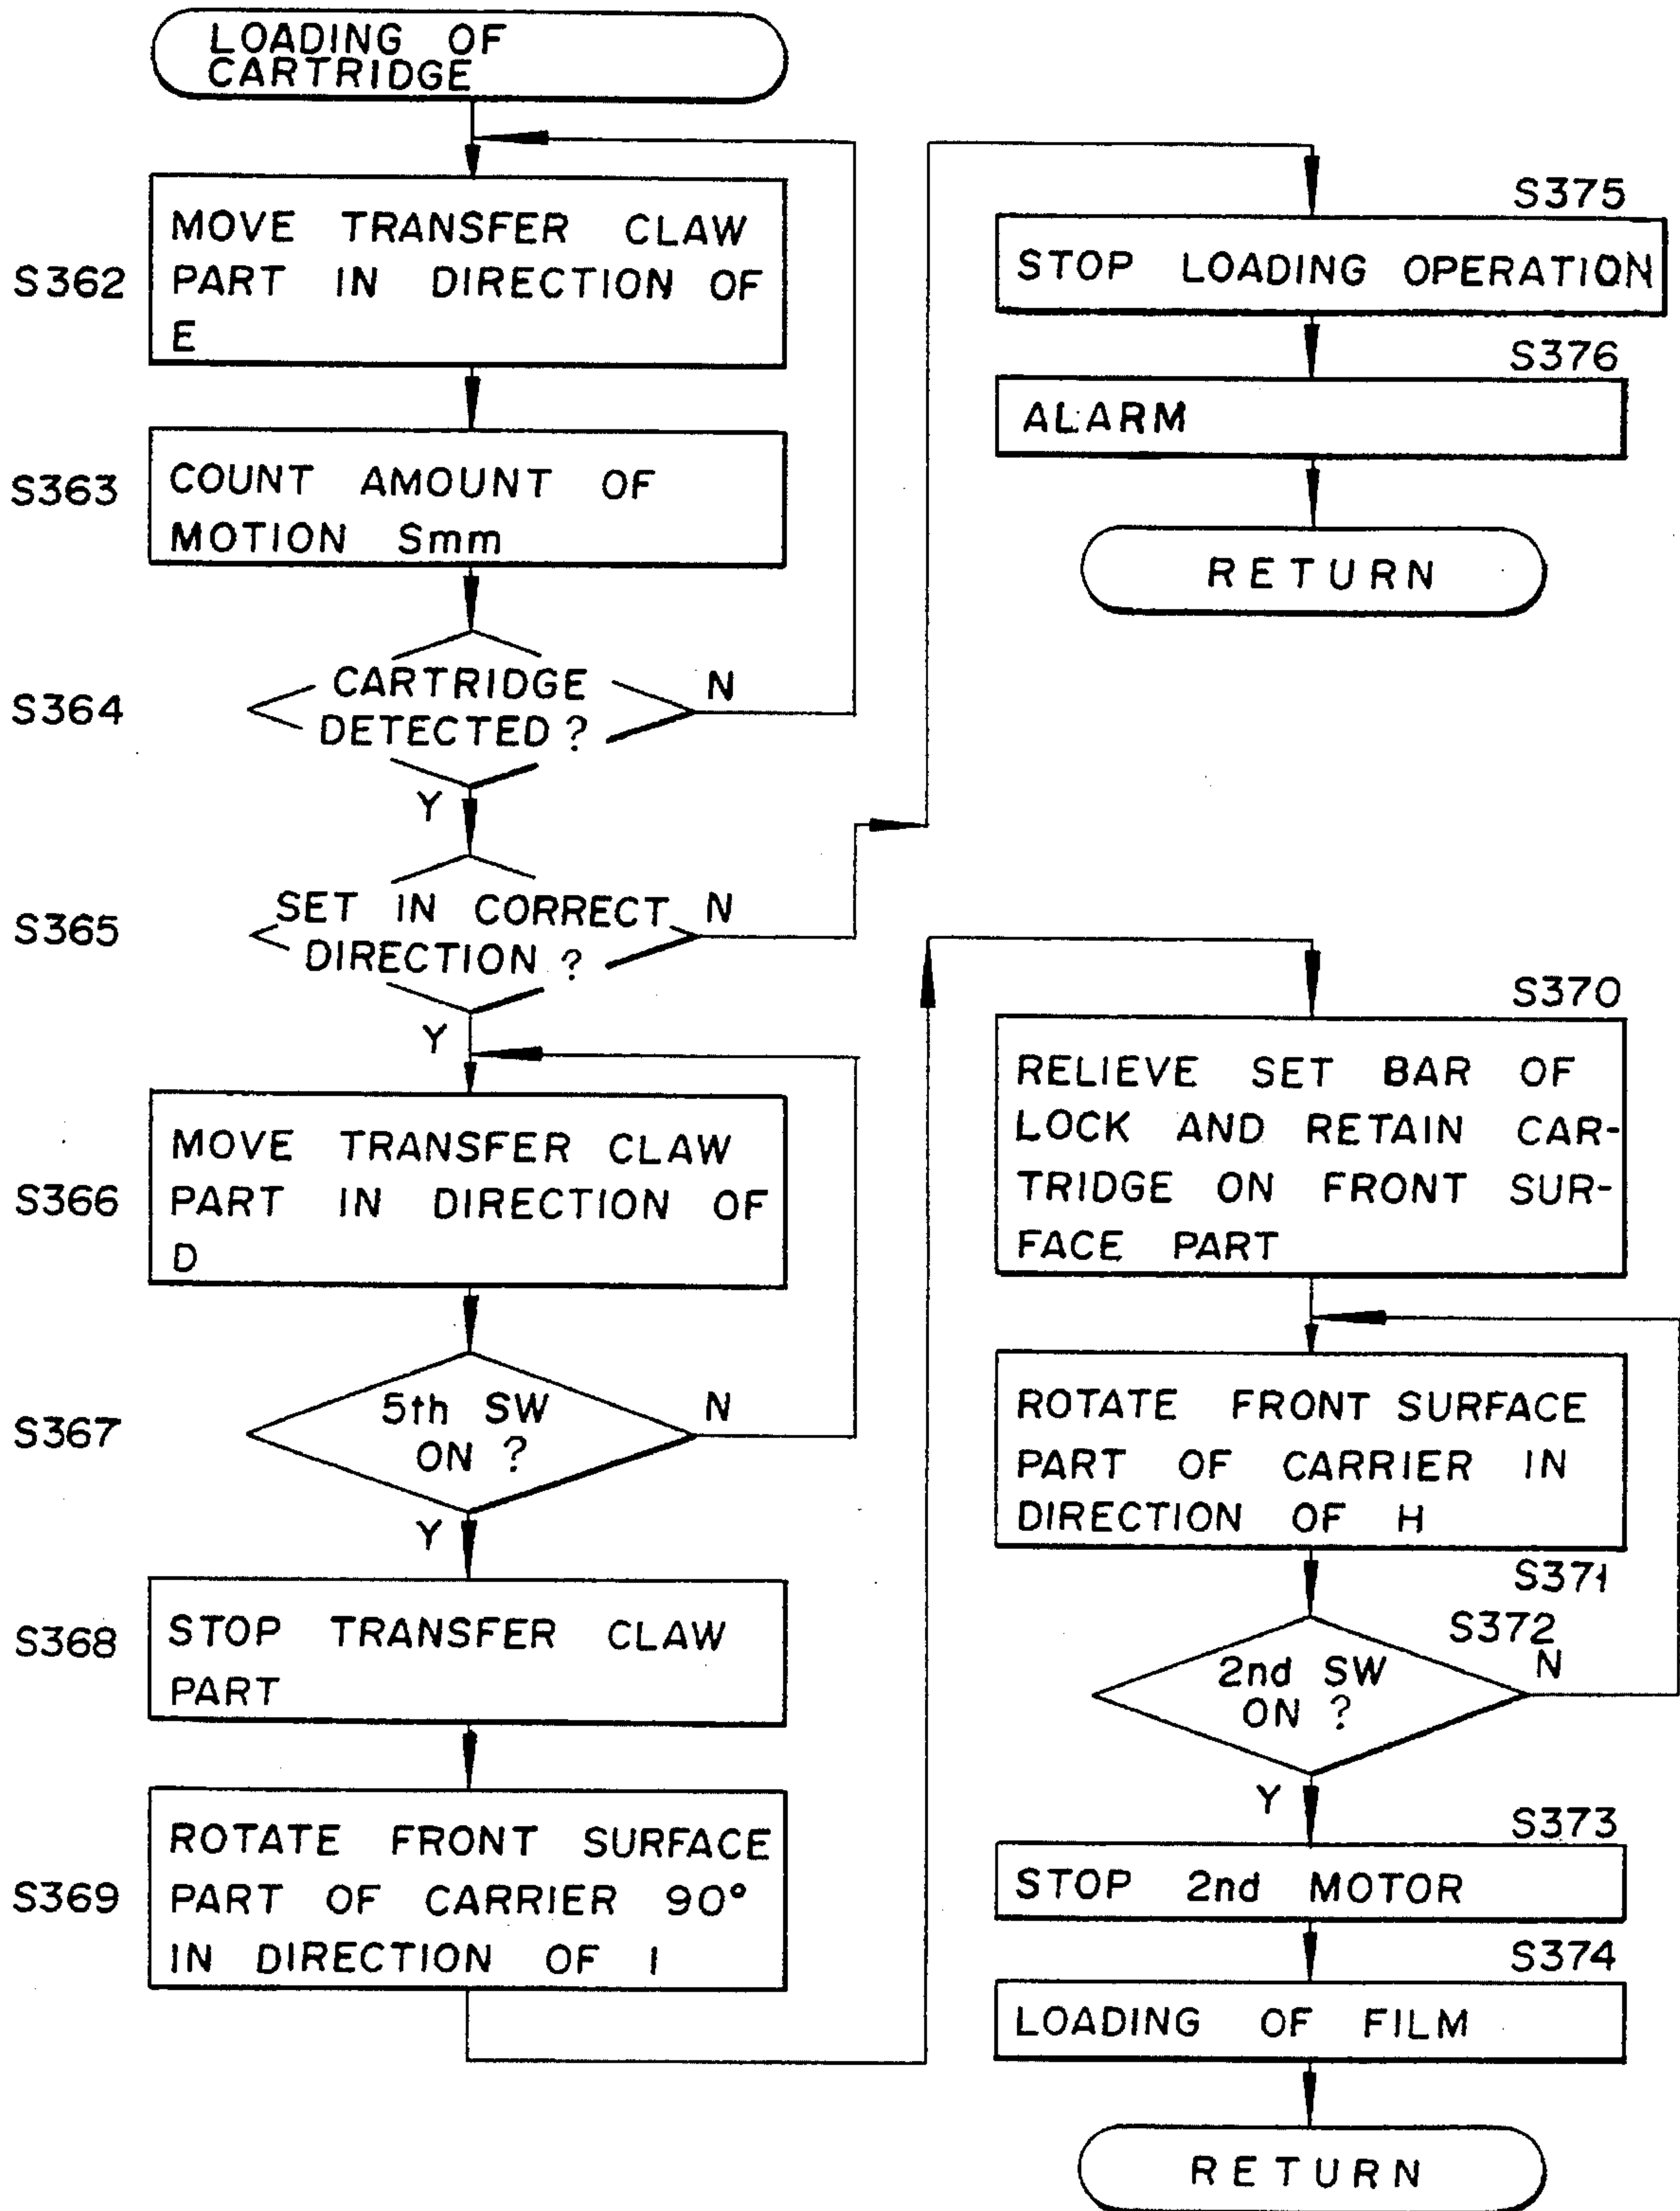 LOADING OF
CARTRIDGE
S362
MOVE TRANSFER CLAW
PART IN DIRECTION OF
E
S363
COUNT AMOUNT OF
MOTION Smm
S364
CARTRIDGE
DETECTED ?
N
Y
S365
SET IN CORRECT
DIRECTION ?
N
Y
S366
MOVE TRANSFER CLAW
PART IN DIRECTION OF
D
S367
5th SW
ON ?
N
Y
S368
STOP TRANSFER CLAW
PART
S369
ROTATE FRONT SURFACE
PART OF CARRIER 90°
IN DIRECTION OF I
S375
STOP LOADING OPERATION
S376
ALARM
RETURN
S370
RELIEVE SET BAR OF
LOCK AND RETAIN CAR-
TRIDGE ON FRONT SUR-
FACE PART
ROTATE FRONT SURFACE
PART OF CARRIER IN
DIRECTION OF H
S371
S372
2nd SW
ON ?
N
Y
S373
STOP 2nd MOTOR
S374
LOADING OF FILM
RETURN